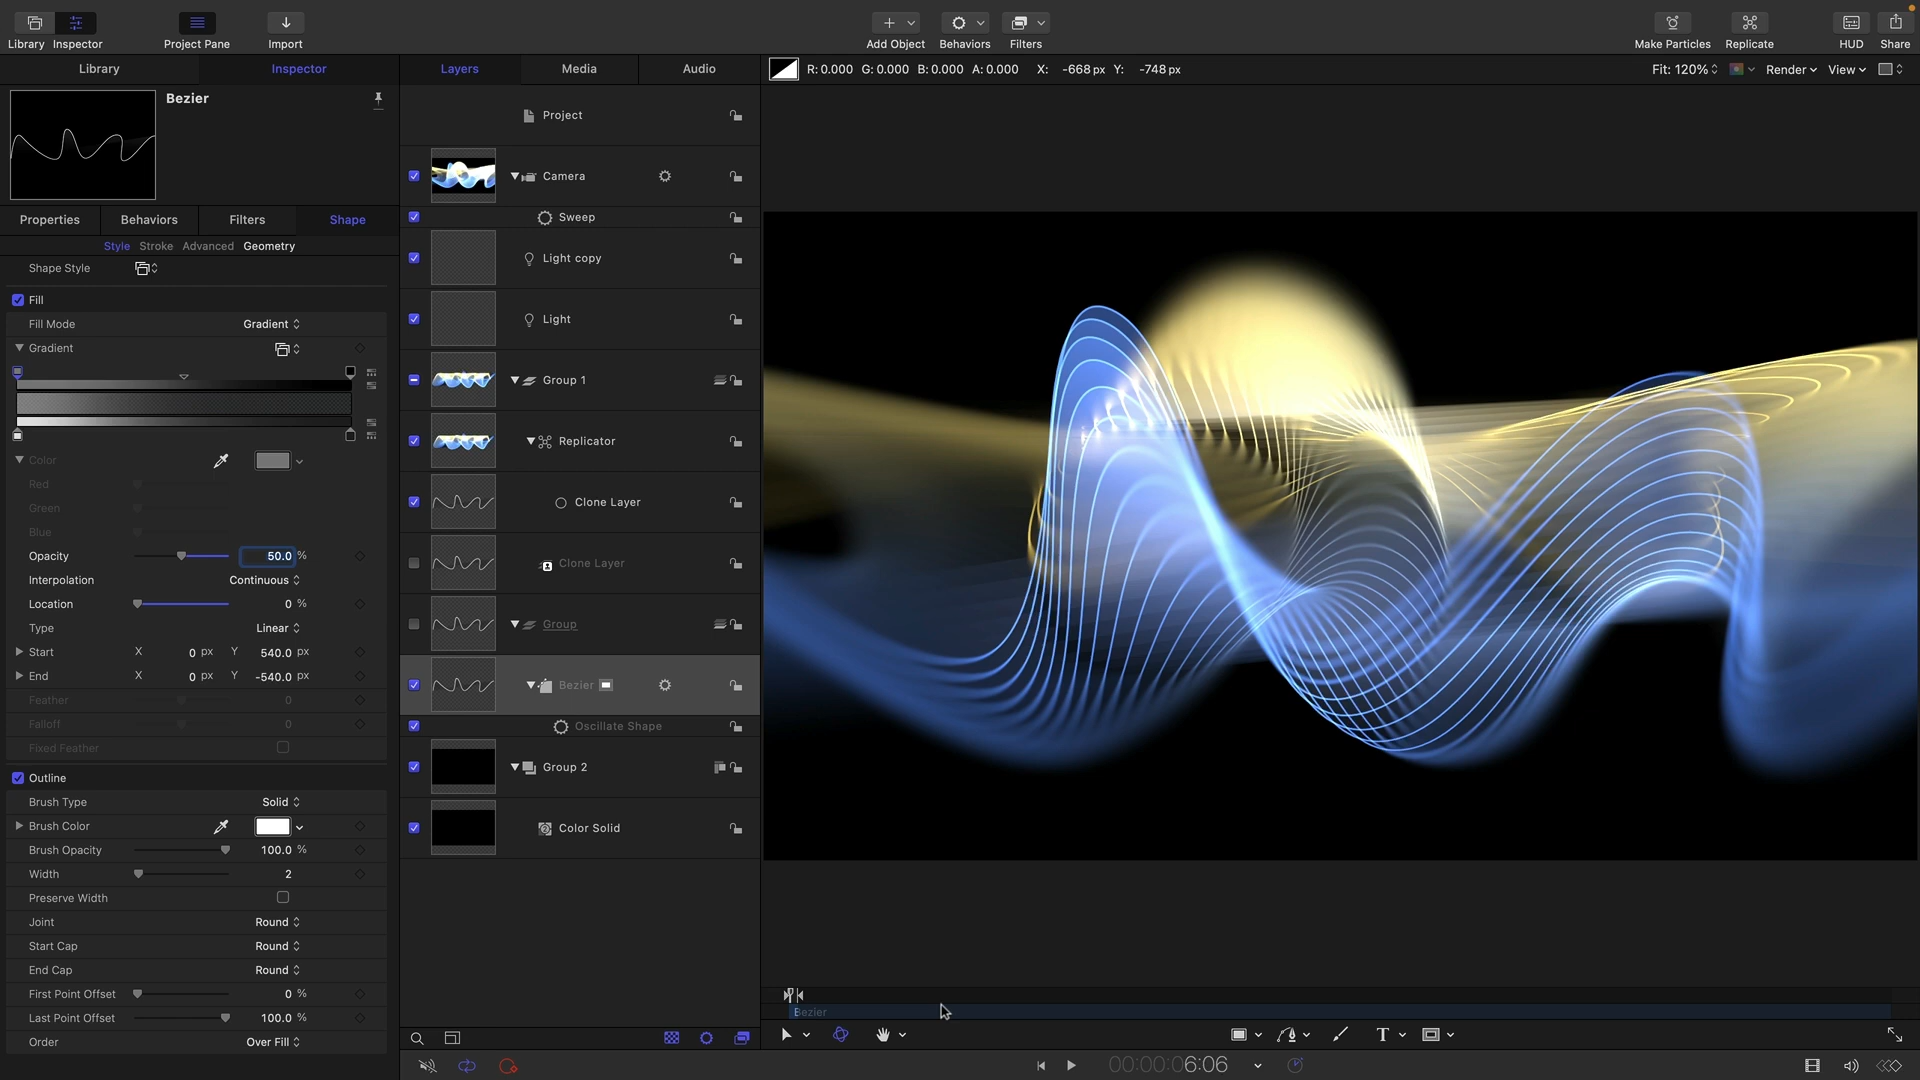 Library Inspector Project Pane Import Add Object Behaviors Filters Make Particles Replicate HUD Share
Library Inspector Layers Media Audio R: 0.000 G: 0.000 B: 0.000 A: 0.000 X: -668 px Y: -748 px Fit: 120% Render View
Bezier
Project
Camera
Sweep
Light copy
Light
Group 1
Replicator
Clone Layer
Clone Layer
Group
Bezier
Oscillate Shape
Group 2
Color Solid
Properties Behaviors Filters Shape
Style Stroke Advanced Geometry
Shape Style
Fill
Fill Mode Gradient
Gradient
Color
Red
Green
Blue
Opacity 50.0 %
Interpolation Continuous
Location 0 %
Type Linear
Start X 0 px Y 540.0 px
End X 0 px Y -540.0 px
Feather 0
Falloff 0
Fixed Feather
Outline
Brush Type Solid
Brush Color
Brush Opacity 100.0 %
Width 2
Preserve Width
Joint Round
Start Cap Round
End Cap Round
First Point Offset 0 %
Last Point Offset 100.0 %
Order Over Fill
Bezier
T
00:00:06:06